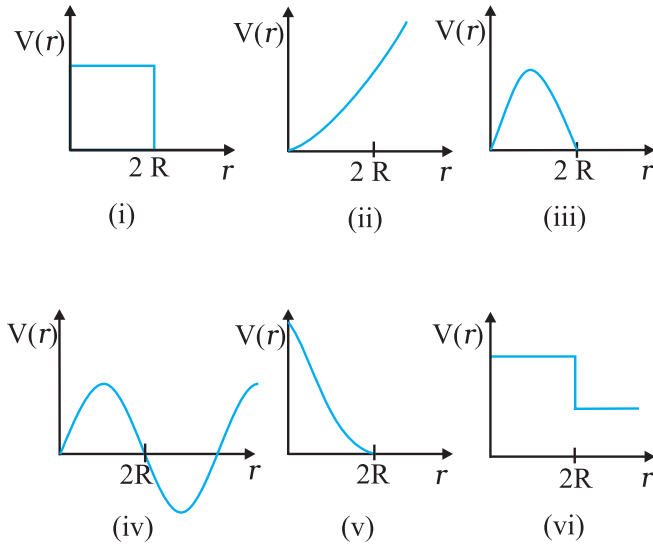 V(r) V(r) V(r)
2 R r 2 R r 2 R r
(i) (ii) (iii)
V(r) V(r) V(r)
2R r 2R r 2R r
(iv) (v) (vi)